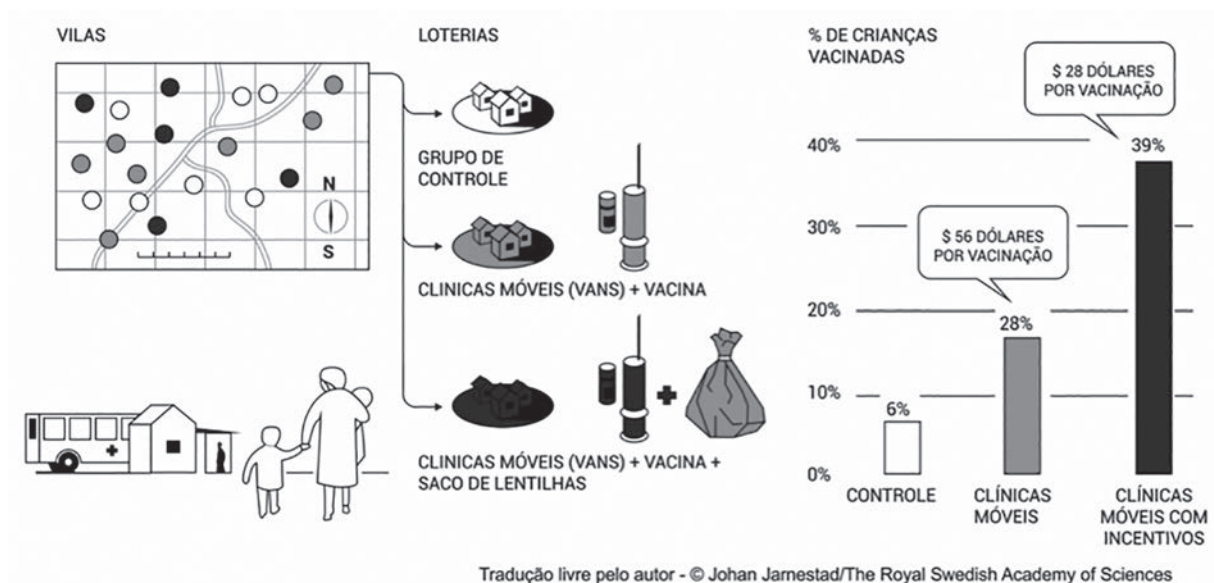 VILAS
N
S
LOTERIAS
GRUPO DE
CONTROLE
CLINICAS MÓVEIS (VANS) + VACINA
CLINICAS MÓVEIS (VANS) + VACINA +
SACO DE LENTILHAS
% DE CRIANÇAS
VACINADAS
$ 28 DÓLARES
POR VACINAÇÃO
40%
39%
30%
$ 56 DÓLARES
POR VACINAÇÃO
20%
28%
10%
6%
0%
CONTROLE
CLÍNICAS
MÓVEIS
CLÍNICAS
MÓVEIS COM
INCENTIVOS
Tradução livre pelo autor - © Johan Jarnestad/The Royal Swedish Academy of Sciences